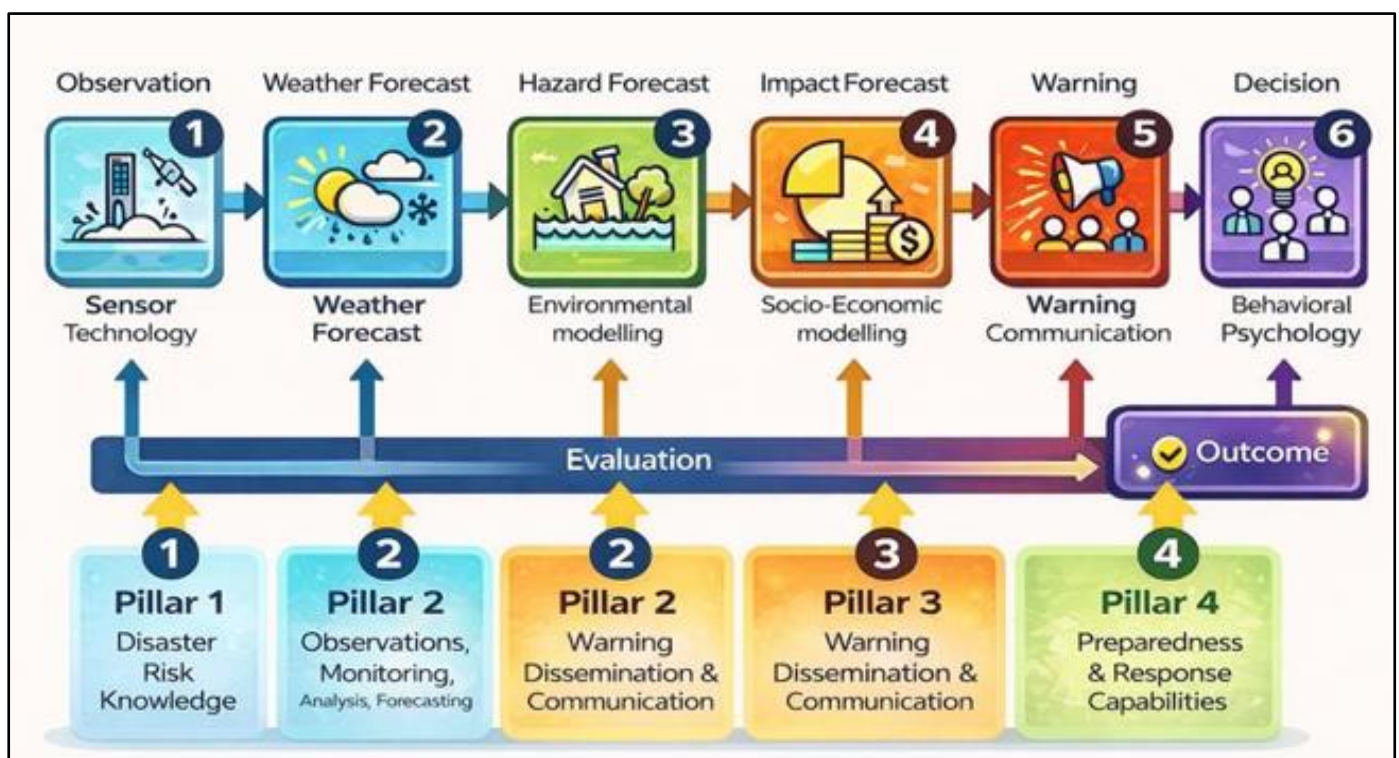 Observation
1
Sensor
Technology
Weather Forecast
2
Weather
Forecast
Hazard Forecast
3
Environmental
modelling
Impact Forecast
4
$
Socio-Economic
modelling
Warning
5
Warning
Communication
Decision
6
Behavioral
Psychology
Evaluation
Outcome
1
Pillar 1
Disaster
Risk
Knowledge
2
Pillar 2
Observations,
Monitoring,
Analysis, Forecasting
2
Pillar 2
Warning
Dissemination &
Communication
3
Pillar 3
Warning
Dissemination &
Communication
4
Pillar 4
Preparedness
& Response
Capabilities